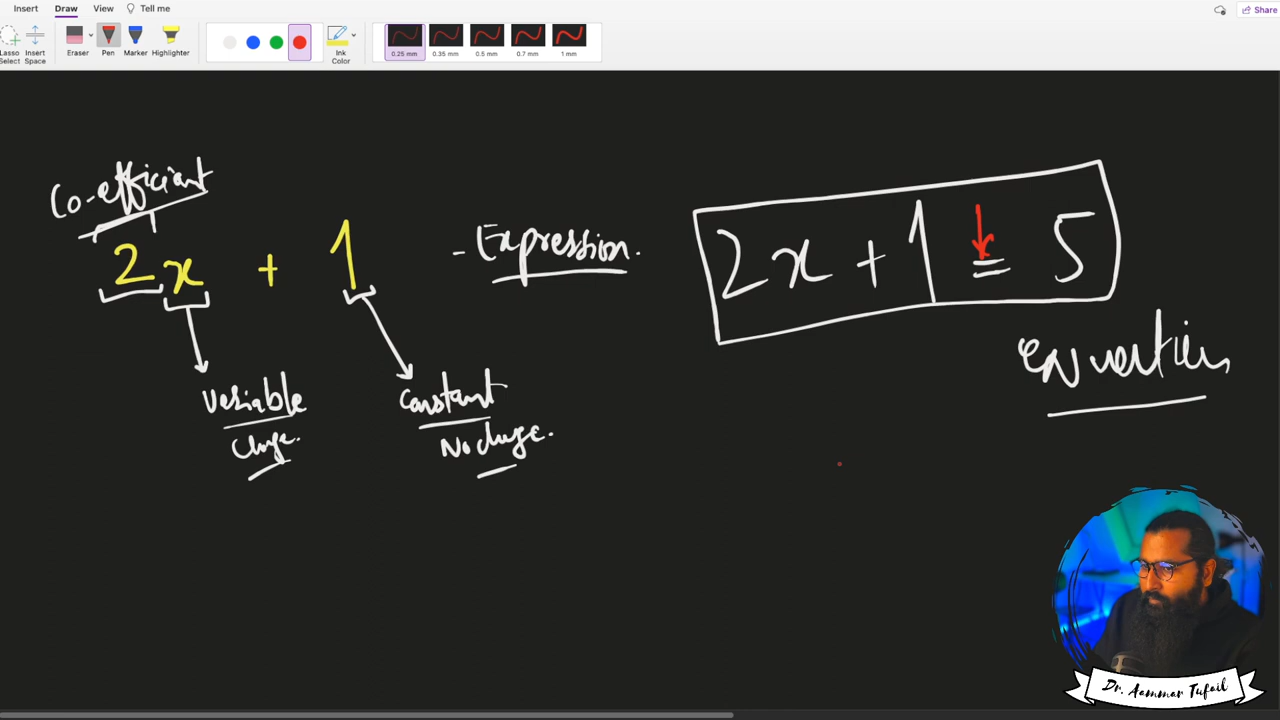 Insert Draw View Tell me
Share
Lasso Select
Insert Space
Eraser
Pen
Marker
Highlighter
Ink Color
0.25 mm
0.35 mm
0.5 mm
0.7 mm
1 mm
Co-efficient
2x + 1
- Expression.
2x + 1 = 5
Variable
Constant
No change.
Dr. Aammar Tufail